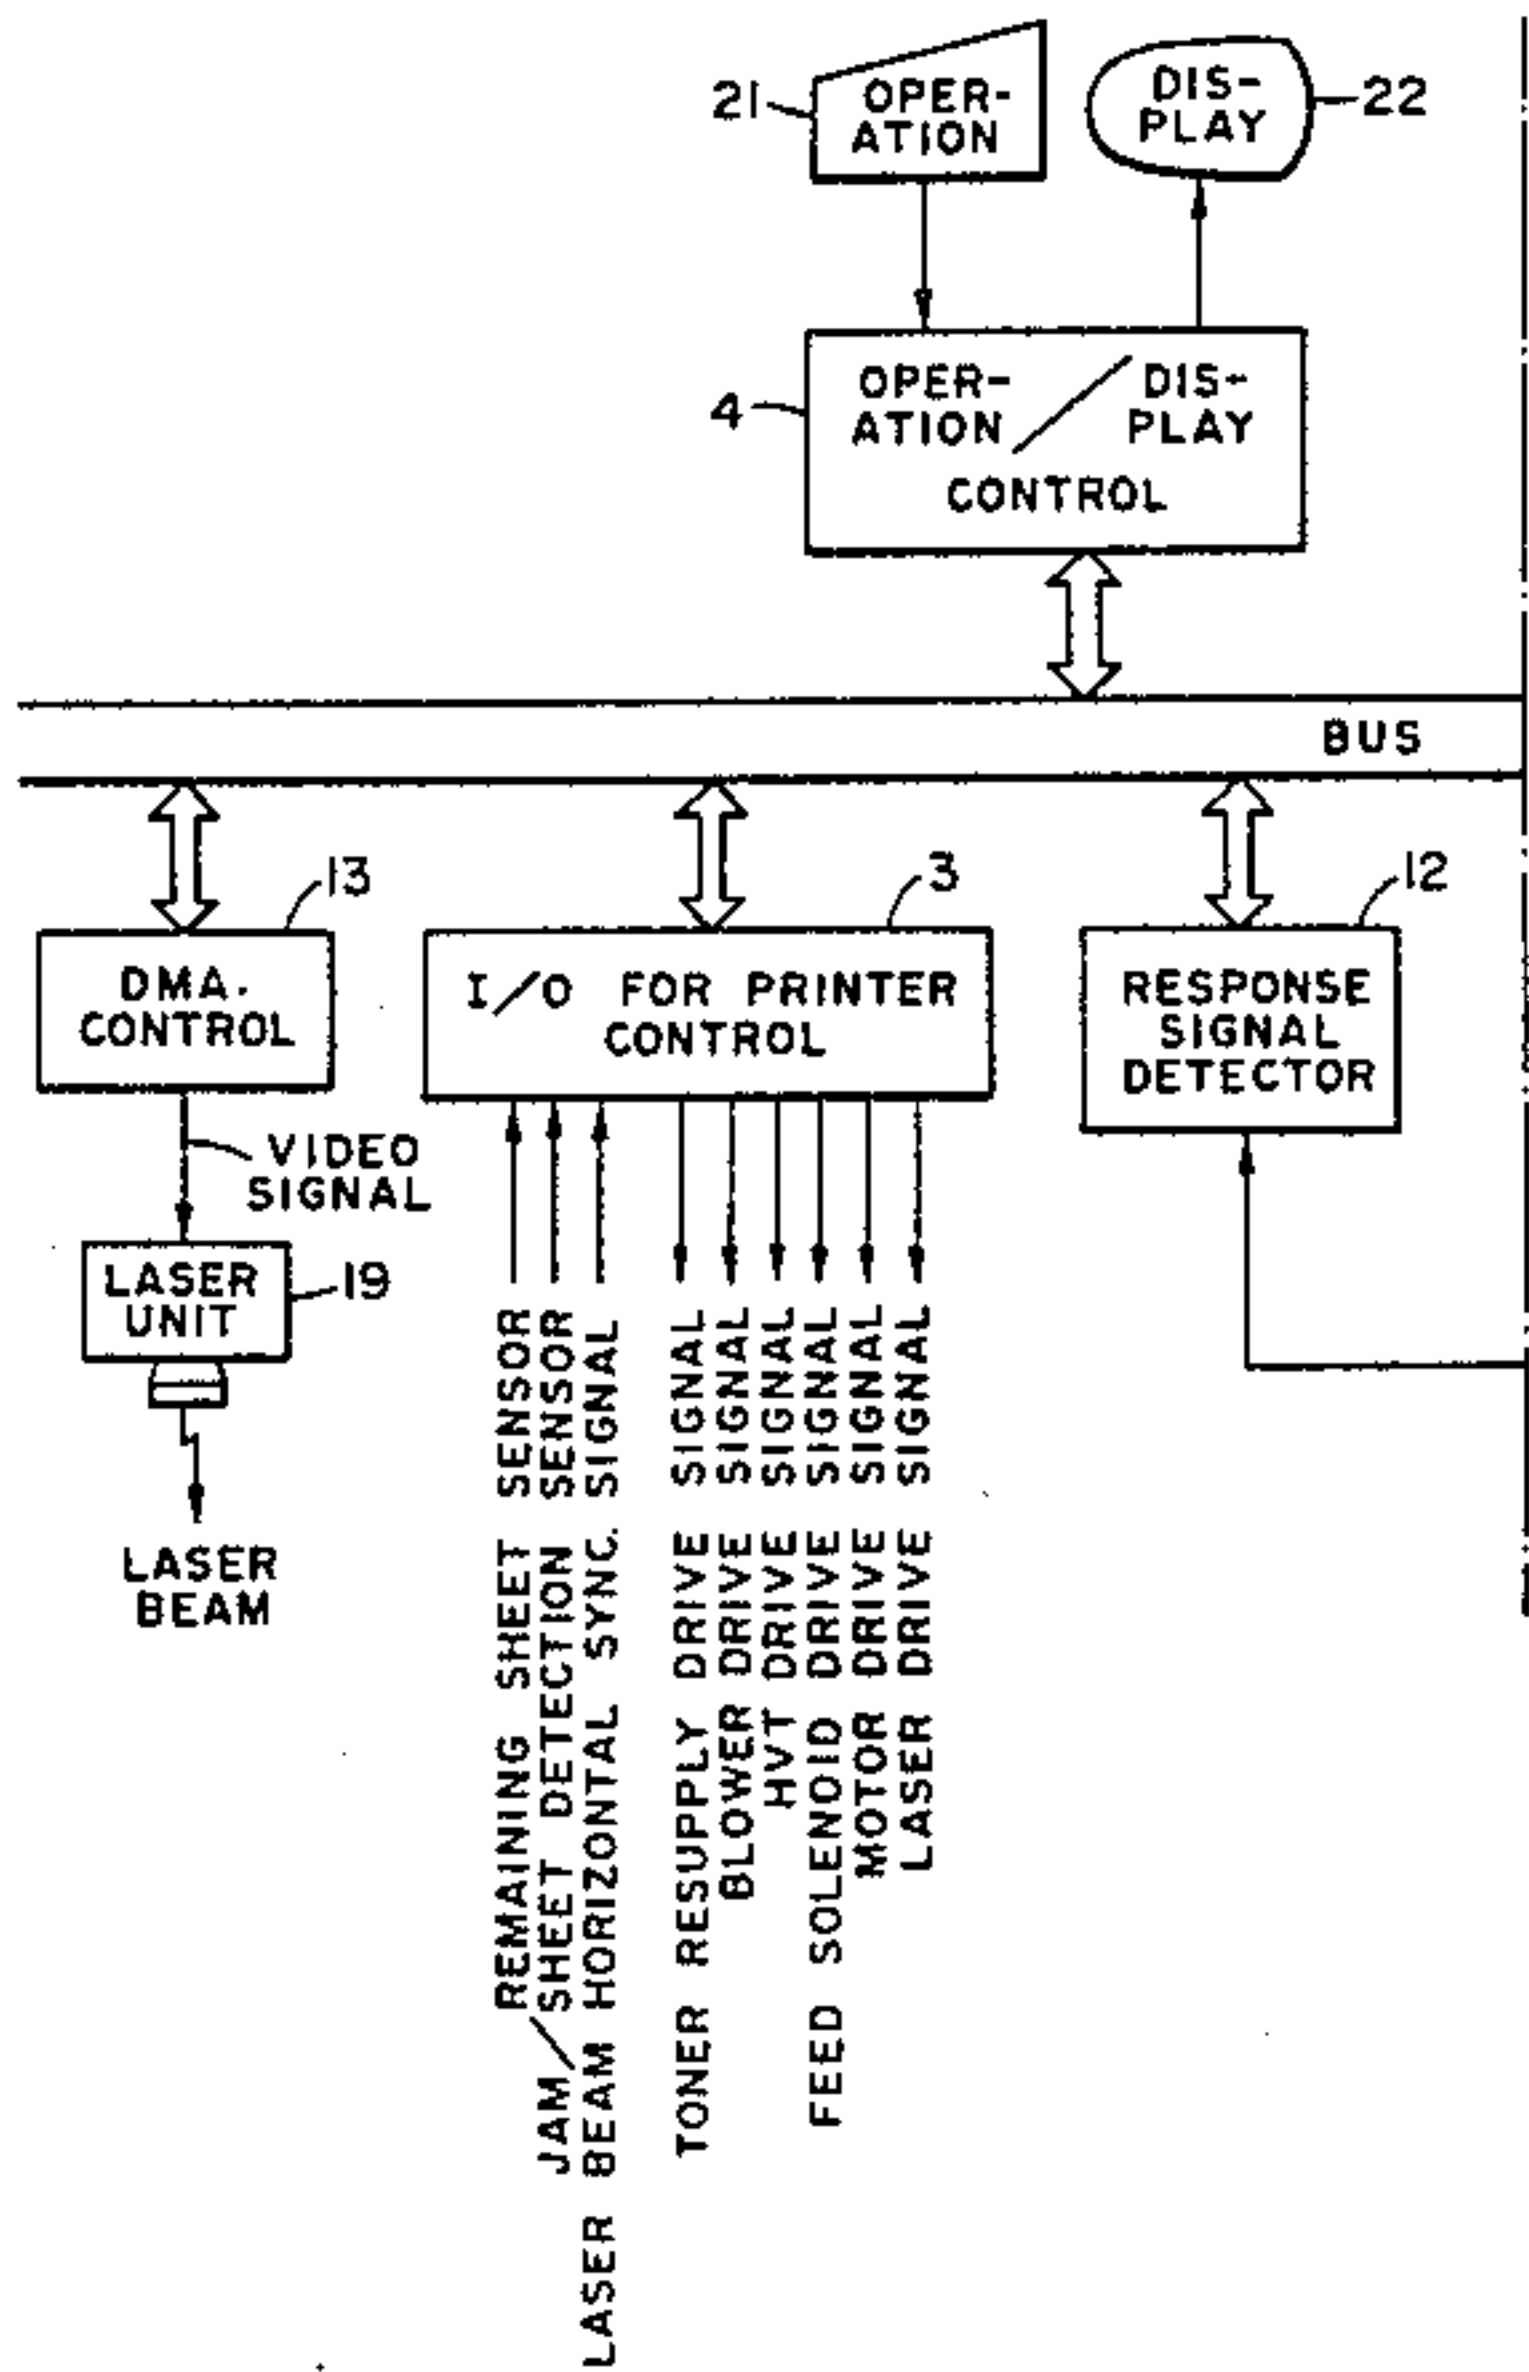 21
OPER-
ATION
DIS-
PLAY
22
4
OPER-
ATION
/
DIS-
PLAY
CONTROL
BUS
13
3
12
DMA.
CONTROL
I/O FOR PRINTER
CONTROL
RESPONSE
SIGNAL
DETECTOR
VIDEO
SIGNAL
LASER
UNIT
19
LASER
BEAM
REMAINING SHEET SENSOR
JAM/SHEET DETECTION SENSOR
LASER BEAM HORIZONTAL SYNC. SIGNAL
TONER RESUPPLY DRIVE SIGNAL
BLOWER DRIVE SIGNAL
HVT DRIVE SIGNAL
FEED SOLENOID DRIVE SIGNAL
MOTOR DRIVE SIGNAL
LASER DRIVE SIGNAL